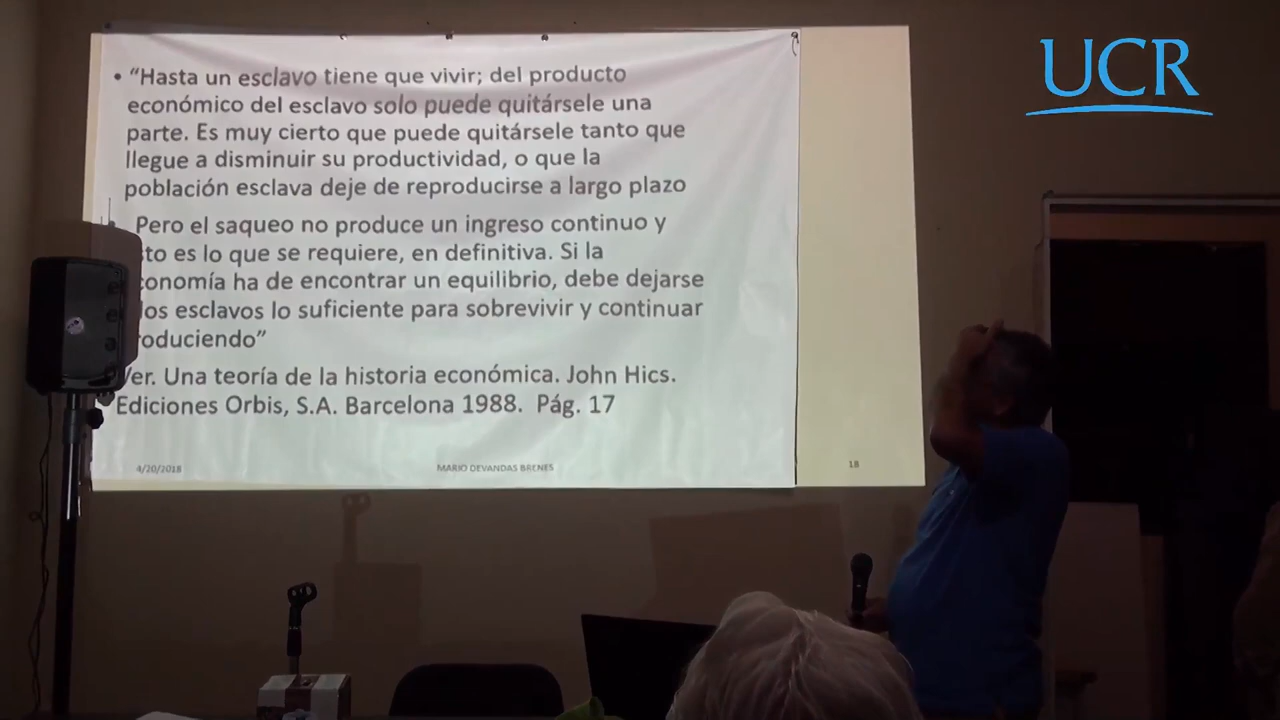 UCR
• “Hasta un esclavo tiene que vivir; del producto
económico del esclavo solo puede quitársele una
parte. Es muy cierto que puede quitársele tanto que
llegue a disminuir su productividad, o que la
población esclava deje de reproducirse a largo plazo
Pero el saqueo no produce un ingreso continuo y
sto es lo que se requiere, en definitiva. Si la
conomía ha de encontrar un equilibrio, debe dejarse
los esclavos lo suficiente para sobrevivir y continuar
roduciendo”
Ver. Una teoría de la historia económica. John Hics.
Ediciones Orbis, S.A. Barcelona 1988. Pág. 17
4/20/2018 MARIO DEVANDAS BRENES 18